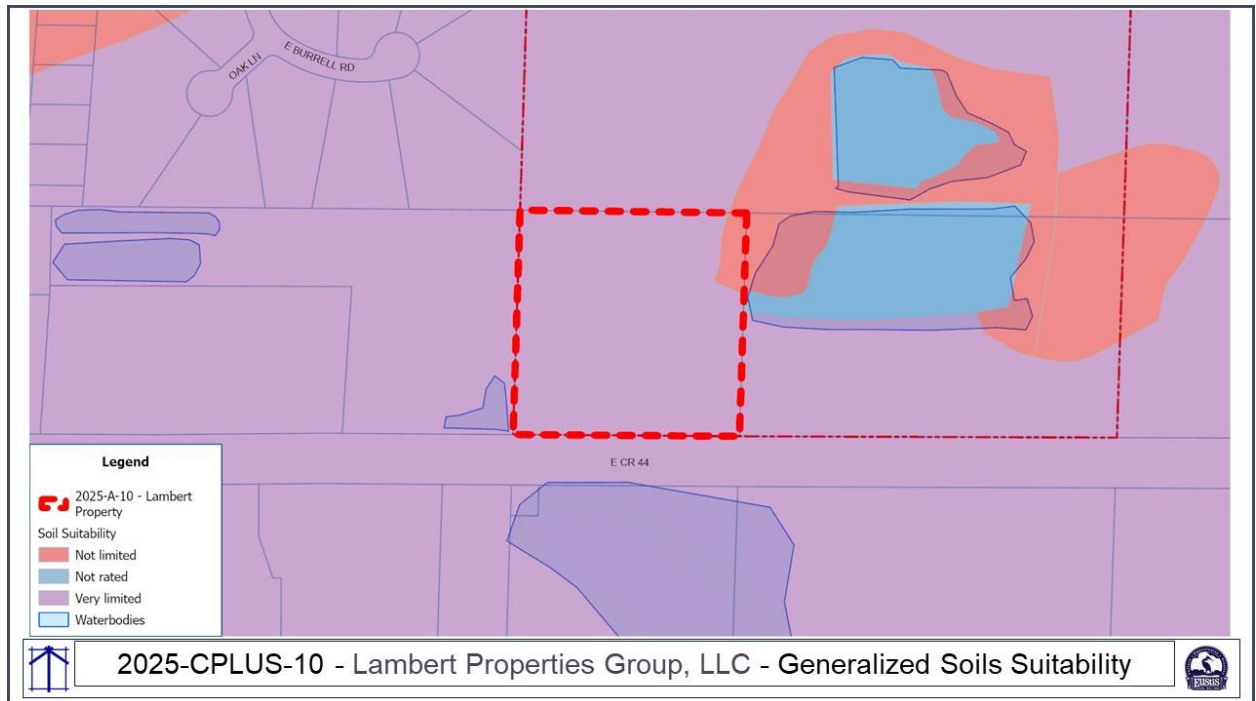 OAK LN
E BURRELL RD
E CR 44
Legend
2025-A-10 - Lambert
Property
Soil Suitability
Not limited
Not rated
Very limited
Waterbodies
2025-CPLUS-10 - Lambert Properties Group, LLC - Generalized Soils Suitability
EUSTIS